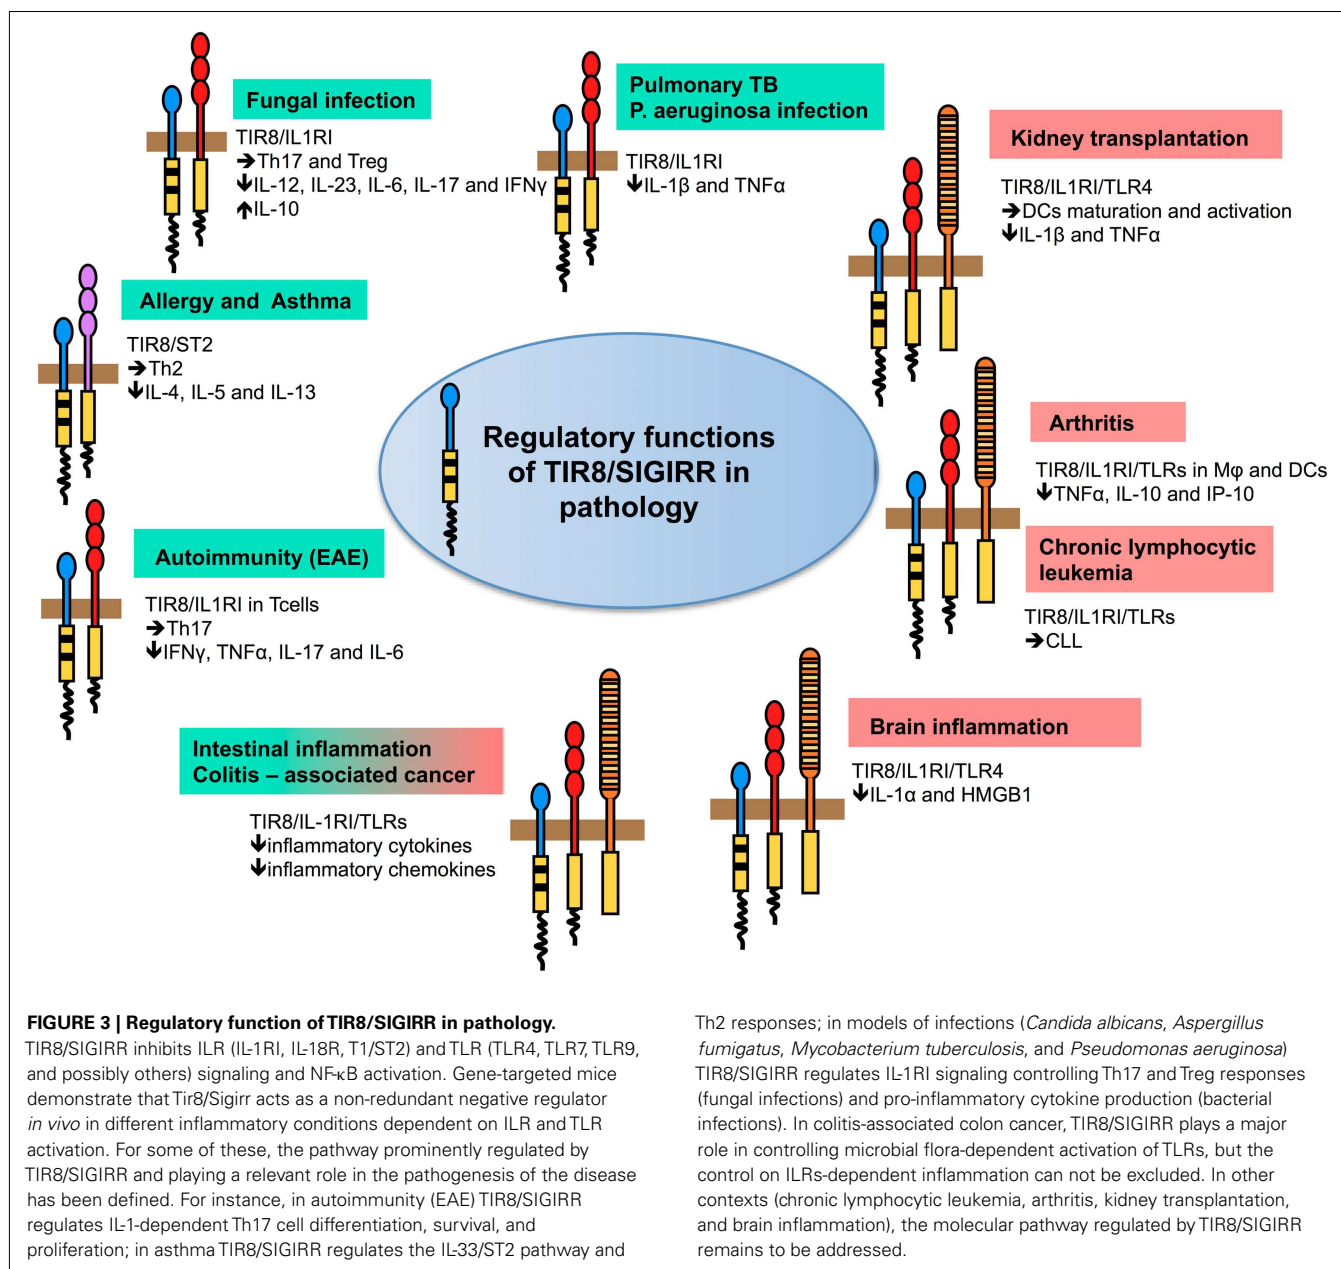 Fungal infection
TIR8/IL1RI
➔Th17 and Treg
🡫IL-12, IL-23, IL-6, IL-17 and IFNγ
🡩IL-10
Pulmonary TB
P. aeruginosa infection
TIR8/IL1RI
🡫IL-1β and TNFα
Kidney transplantation
TIR8/IL1RI/TLR4
➔DCs maturation and activation
🡫IL-1β and TNFα
Allergy and Asthma
TIR8/ST2
➔Th2
🡫IL-4, IL-5 and IL-13
Regulatory functions
of TIR8/SIGIRR in
pathology
Arthritis
TIR8/IL1RI/TLRs in Mφ and DCs
🡫TNFα, IL-10 and IP-10
Chronic lymphocytic
leukemia
TIR8/IL1RI/TLRs
➔CLL
Autoimmunity (EAE)
TIR8/IL1RI in Tcells
➔Th17
🡫IFNγ, TNFα, IL-17 and IL-6
Intestinal inflammation
Colitis – associated cancer
TIR8/IL-1RI/TLRs
🡫inflammatory cytokines
🡫inflammatory chemokines
Brain inflammation
TIR8/IL1RI/TLR4
🡫IL-1α and HMGB1
FIGURE 3 | Regulatory function of TIR8/SIGIRR in pathology.
TIR8/SIGIRR inhibits ILR (IL-1RI, IL-18R, T1/ST2) and TLR (TLR4, TLR7, TLR9,
and possibly others) signaling and NF-κB activation. Gene-targeted mice
demonstrate that Tir8/Sigirr acts as a non-redundant negative regulator
in vivo in different inflammatory conditions dependent on ILR and TLR
activation. For some of these, the pathway prominently regulated by
TIR8/SIGIRR and playing a relevant role in the pathogenesis of the disease
has been defined. For instance, in autoimmunity (EAE) TIR8/SIGIRR
regulates IL-1-dependent Th17 cell differentiation, survival, and
proliferation; in asthma TIR8/SIGIRR regulates the IL-33/ST2 pathway and
Th2 responses; in models of infections (Candida albicans, Aspergillus
fumigatus, Mycobacterium tuberculosis, and Pseudomonas aeruginosa)
TIR8/SIGIRR regulates IL-1RI signaling controlling Th17 and Treg responses
(fungal infections) and pro-inflammatory cytokine production (bacterial
infections). In colitis-associated colon cancer, TIR8/SIGIRR plays a major
role in controlling microbial flora-dependent activation of TLRs, but the
control on ILRs-dependent inflammation can not be excluded. In other
contexts (chronic lymphocytic leukemia, arthritis, kidney transplantation,
and brain inflammation), the molecular pathway regulated by TIR8/SIGIRR
remains to be addressed.